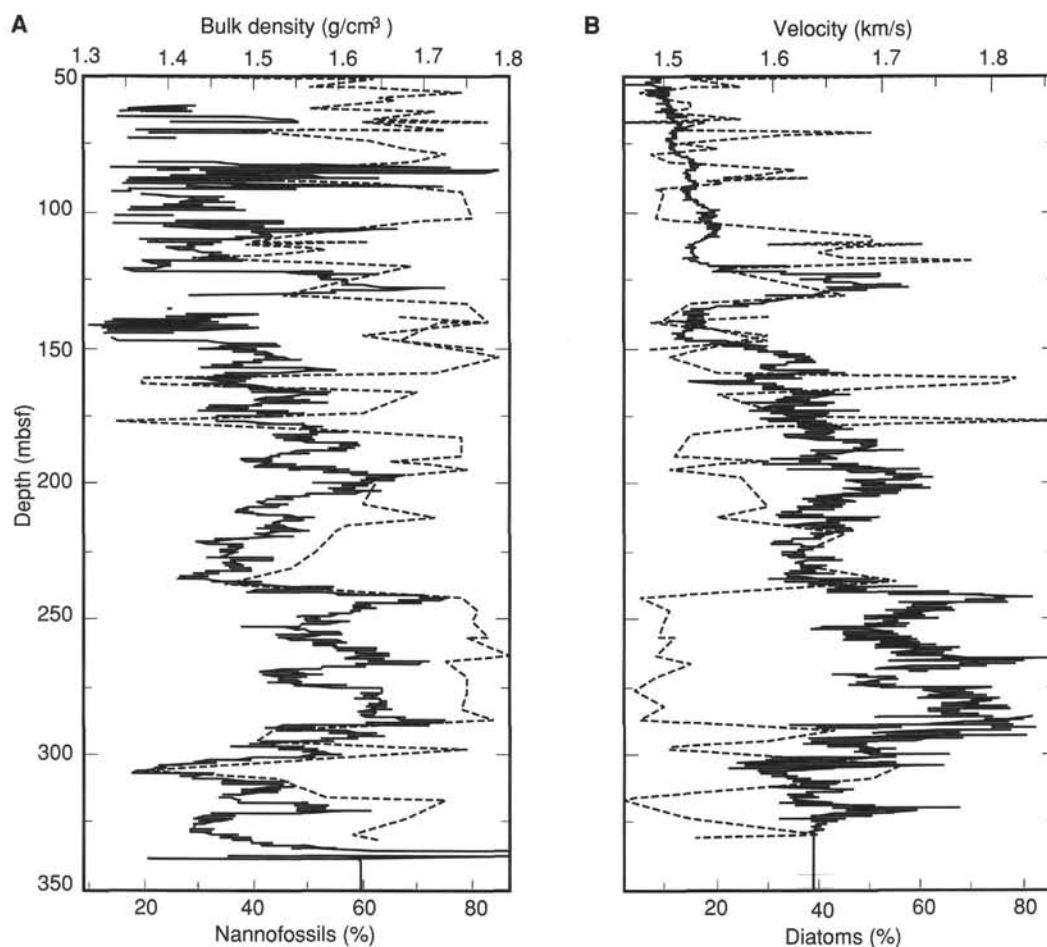 A
Bulk density (g/cm³ )
1.3 1.4 1.5 1.6 1.7 1.8
B
Velocity (km/s)
1.5 1.6 1.7 1.8
Depth (mbsf)
50
100
150
200
250
300
350
20 40 60 80
Nannofossils (%)
20 40 60 80
Diatoms (%)